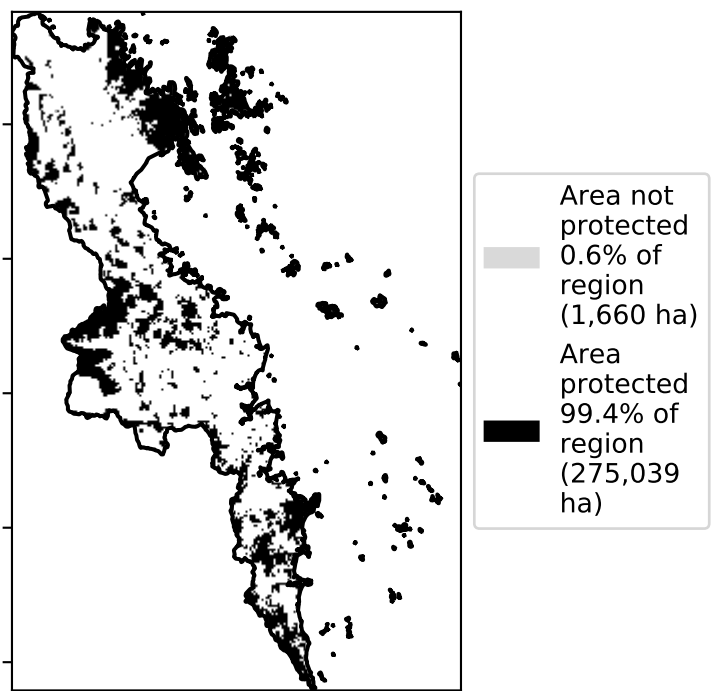 Area not
protected
0.6% of
region
(1,660 ha)
Area
protected
99.4% of
region
(275,039
ha)